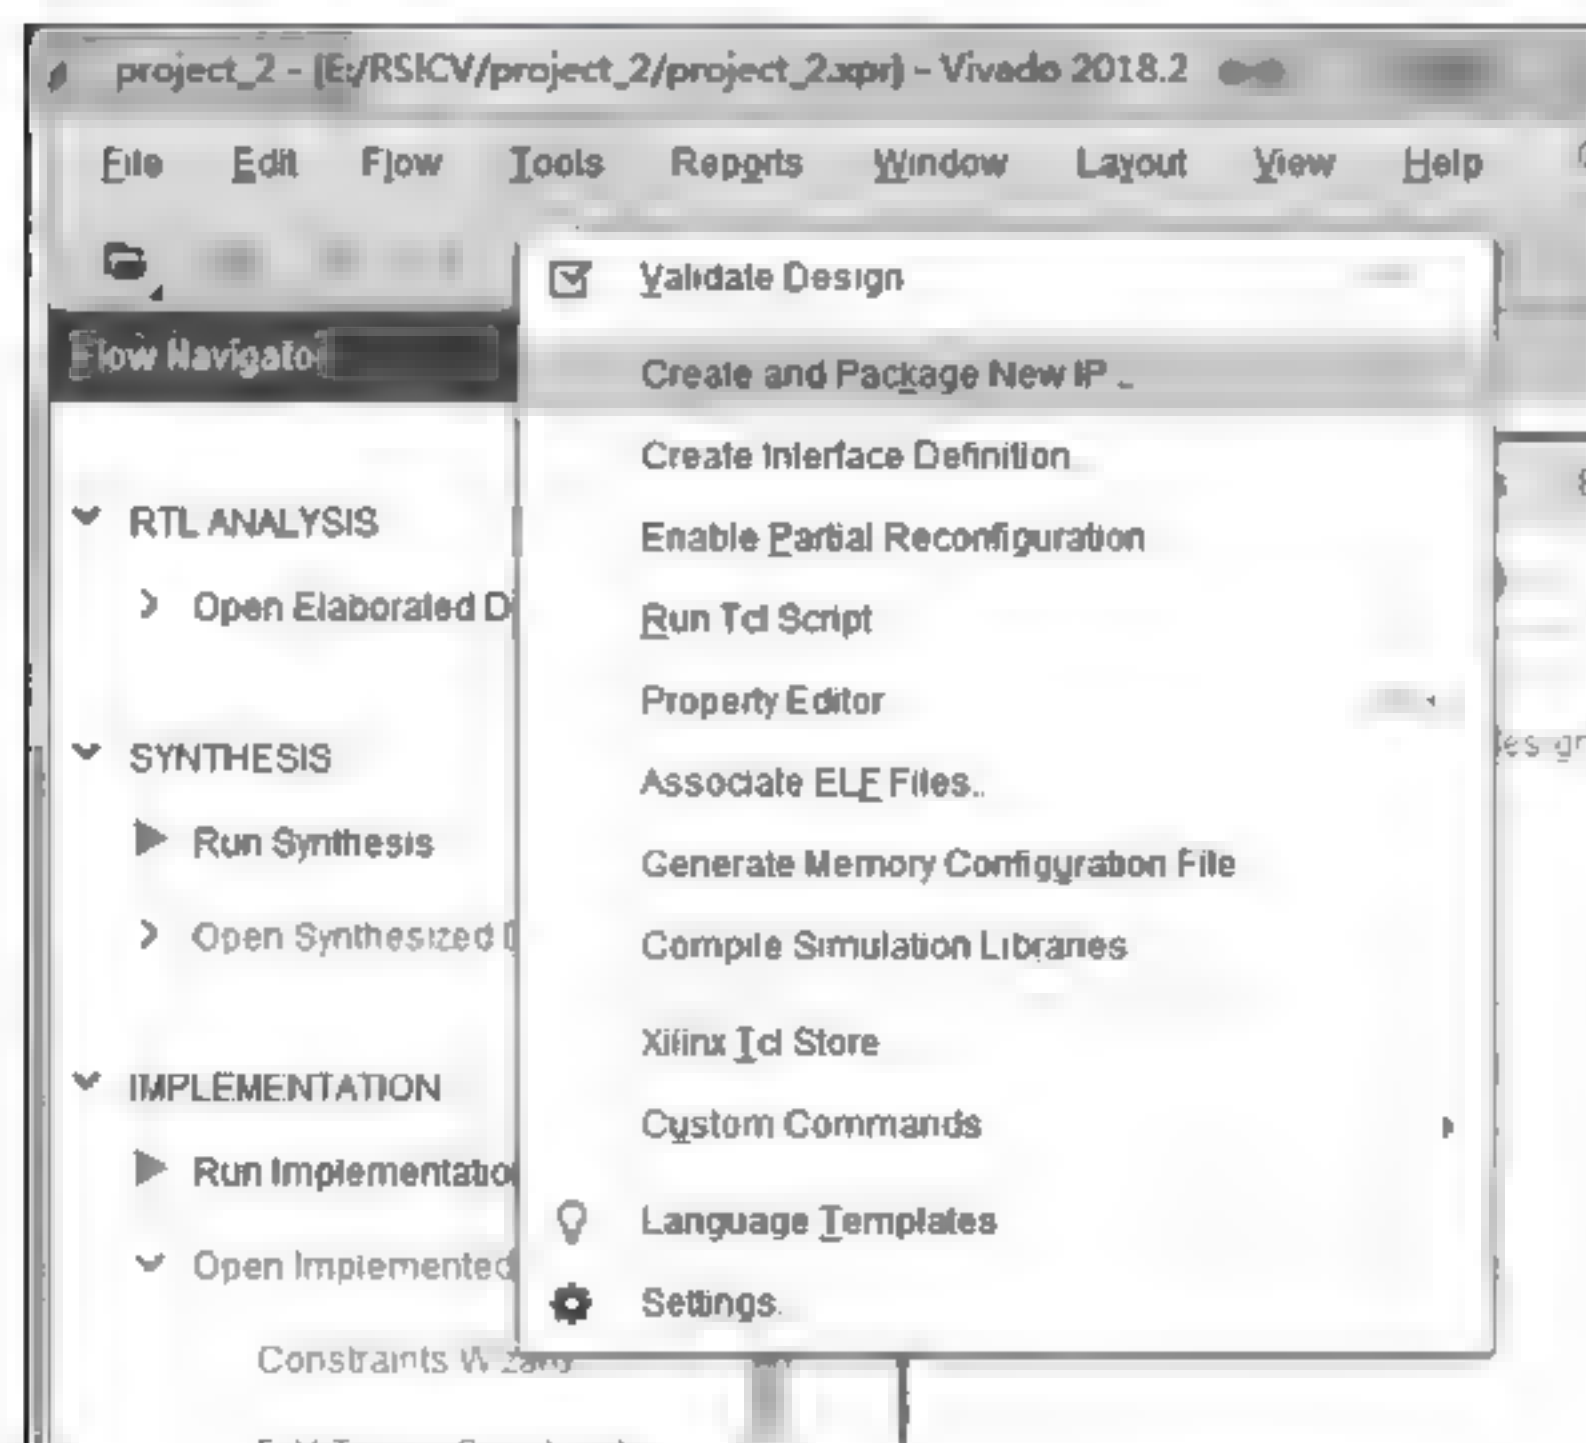 project_2 - [E:/RSICV/project_2/project_2.xpr] - Vivado 2018.2
File Edit Flow Tools Reports Window Layout View Help
Validate Design
Flow Navigator
Create and Package New IP...
Create Interface Definition
RTL ANALYSIS
Enable Partial Reconfiguration
Open Elaborated D
Run Tcl Script
Property Editor
SYNTHESIS
esign
Associate ELF Files...
Run Synthesis
Generate Memory Configuration File
Open Synthesized D
Compile Simulation Libraries
Xilinx Tcl Store
IMPLEMENTATION
Custom Commands
Run Implementation
Language Templates
Open Implemented
Settings
Constraints Wizard